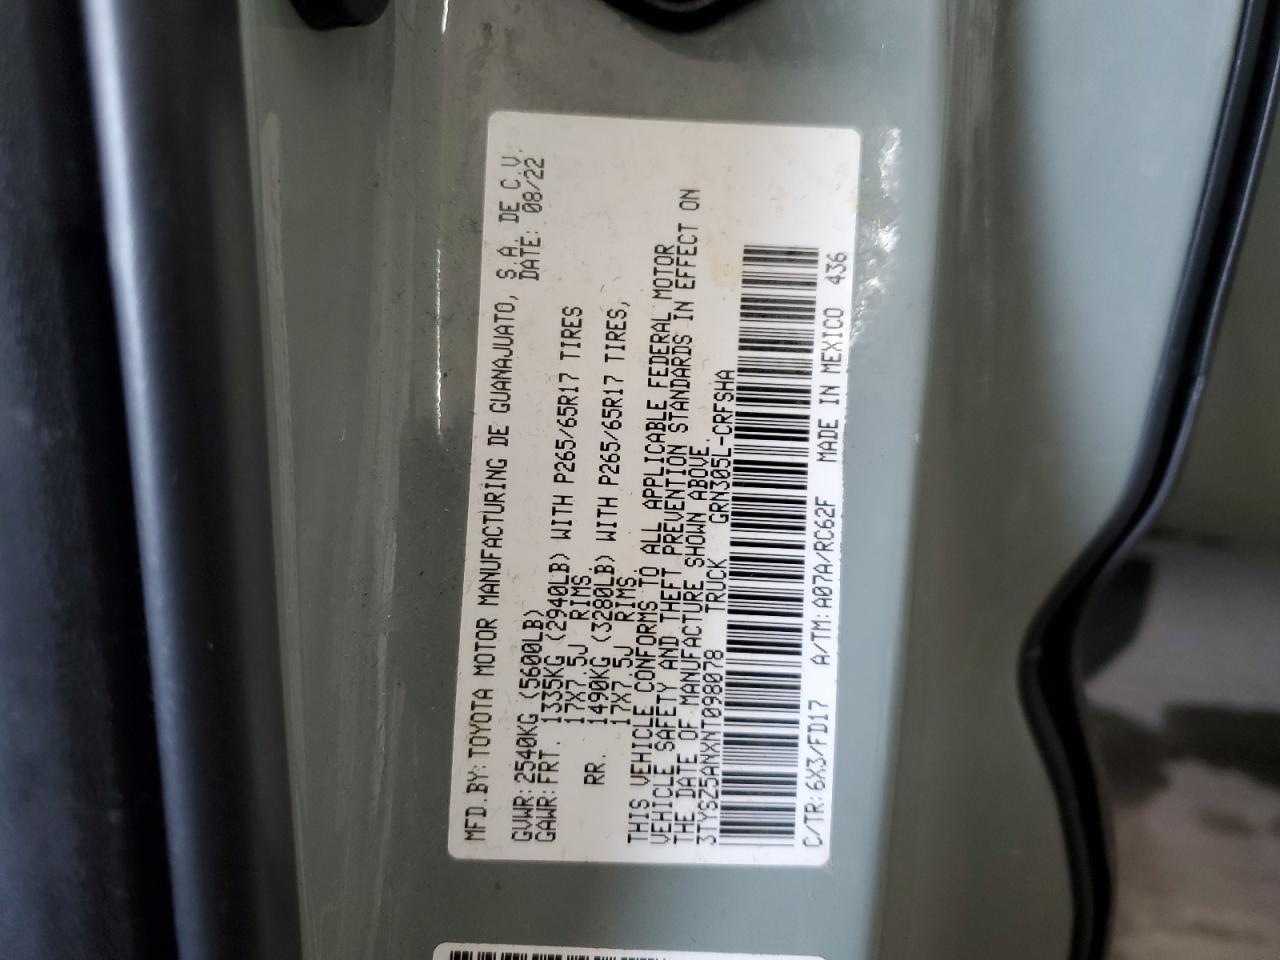 MFD.BY: TOYOTA MOTOR MANUFACTURING DE GUANAJUATO, S.A. DE C.V.
DATE: 08/22
GVWR: 2540KG (5600LB)
GAWR: FRT. 1335KG (2940LB) WITH P265/65R17 TIRES
17X7.5J RIMS.
RR. 1490KG (3280LB) WITH P265/65R17 TIRES,
17X7.5J RIMS
THIS VEHICLE CONFORMS TO ALL APPLICABLE FEDERAL MOTOR
VEHICLE SAFETY AND THEFT PREVENTION STANDARDS IN EFFECT ON
THE DATE OF MANUFACTURE SHOWN ABOVE.
3TYSZ5ANXNT098078 TRUCK GRN305L-CRFSHA
C/TR: 6X3/FD17 A/TM: A07A/RC62F MADE IN MEXICO 436